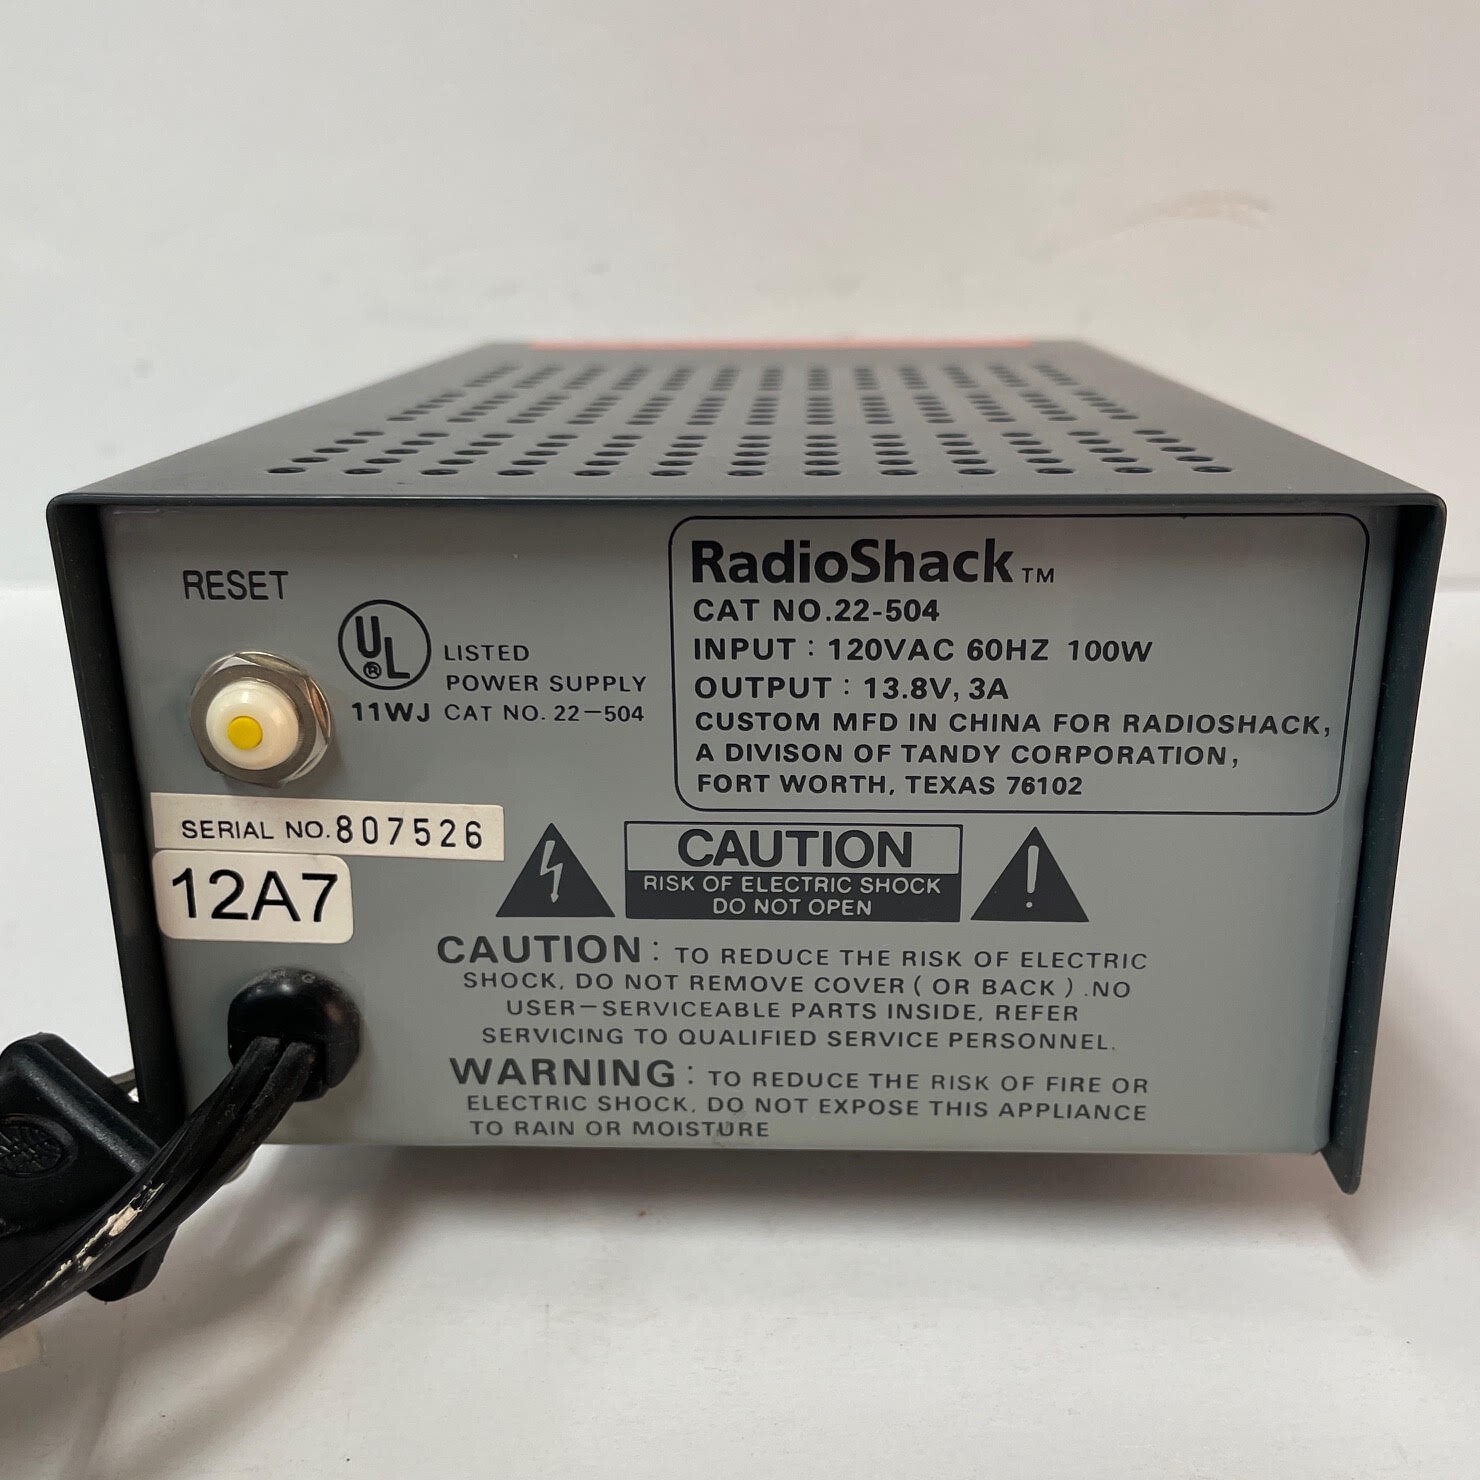 RESET
UL
®
LISTED
POWER SUPPLY
11WJ CAT NO. 22-504
RadioShack TM
CAT NO.22-504
INPUT : 120VAC 60HZ 100W
OUTPUT : 13.8V, 3A
CUSTOM MFD IN CHINA FOR RADIOSHACK,
A DIVISON OF TANDY CORPORATION,
FORT WORTH, TEXAS 76102
SERIAL NO. 807526
12A7
CAUTION
RISK OF ELECTRIC SHOCK
DO NOT OPEN
CAUTION : TO REDUCE THE RISK OF ELECTRIC
SHOCK, DO NOT REMOVE COVER ( OR BACK ) .NO
USER-SERVICEABLE PARTS INSIDE, REFER
SERVICING TO QUALIFIED SERVICE PERSONNEL.
WARNING : TO REDUCE THE RISK OF FIRE OR
ELECTRIC SHOCK, DO NOT EXPOSE THIS APPLIANCE
TO RAIN OR MOISTURE